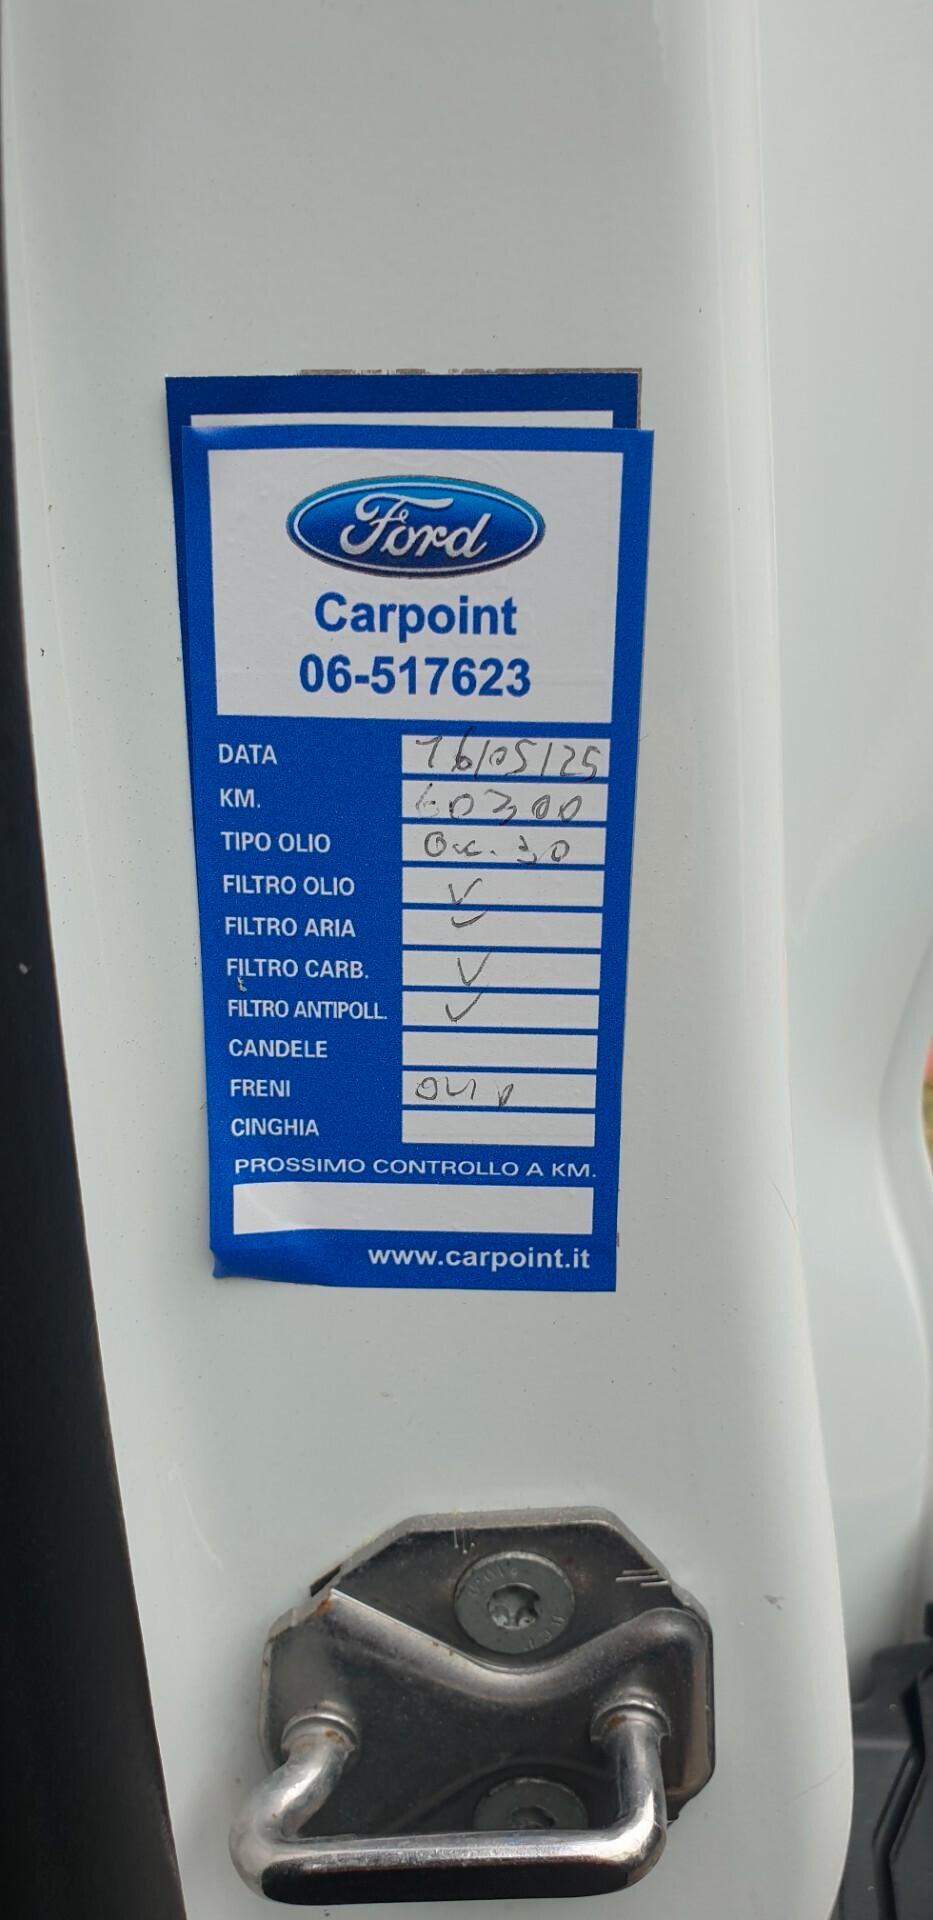 Ford
Carpoint
06-517623
DATA 16/05/25
KM. 60300
TIPO OLIO 30
FILTRO OLIO ✓
FILTRO ARIA ✓
FILTRO CARB. ✓
FILTRO ANTIPOLL. ✓
CANDELE
FRENI
CINGHIA
PROSSIMO CONTROLLO A KM.
www.carpoint.it